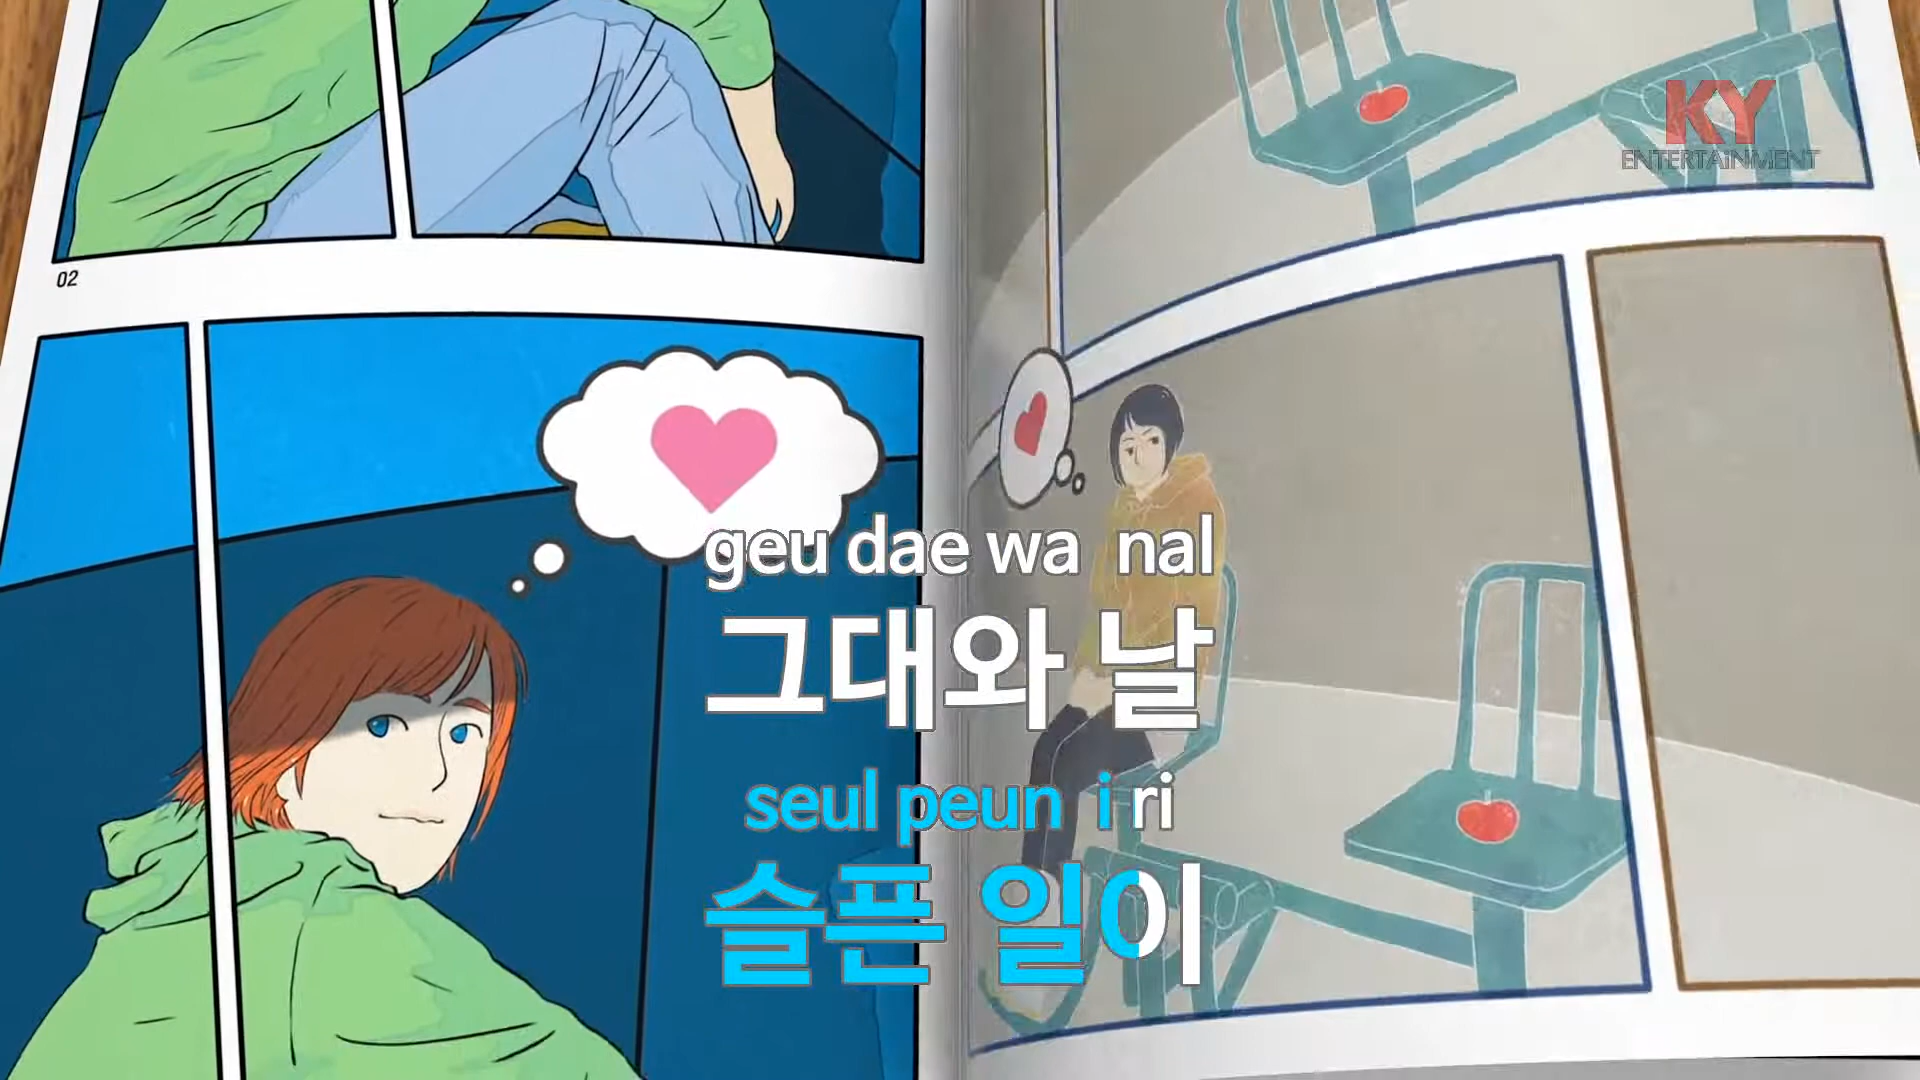 KY
ENTERTAINMENT
02
geu dae wa nal
그대와 날
seul peun i ri
슬픈 일이